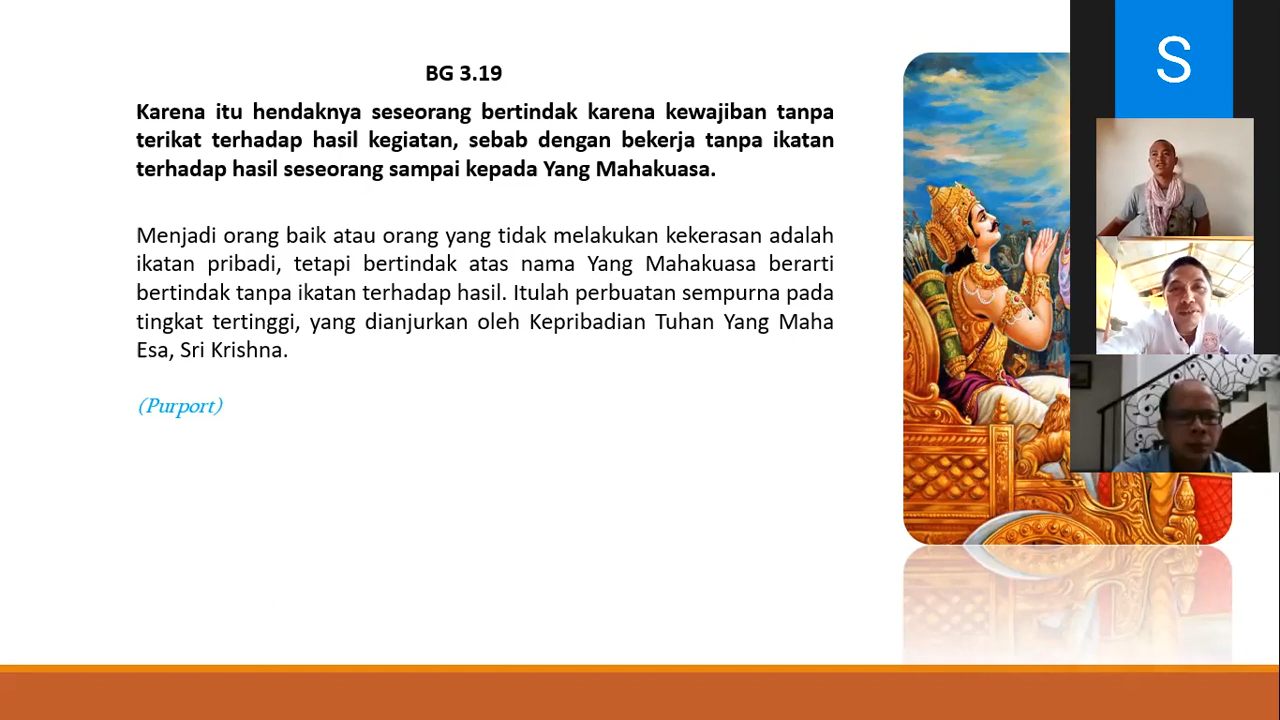 BG 3.19
Karena itu hendaknya seseorang bertindak karena kewajiban tanpa
terikat terhadap hasil kegiatan, sebab dengan bekerja tanpa ikatan
terhadap hasil seseorang sampai kepada Yang Mahakuasa.
Menjadi orang baik atau orang yang tidak melakukan kekerasan adalah
ikatan pribadi, tetapi bertindak atas nama Yang Mahakuasa berarti
bertindak tanpa ikatan terhadap hasil. Itulah perbuatan sempurna pada
tingkat tertinggi, yang dianjurkan oleh Kepribadian Tuhan Yang Maha
Esa, Sri Krishna.
(Purport)
S